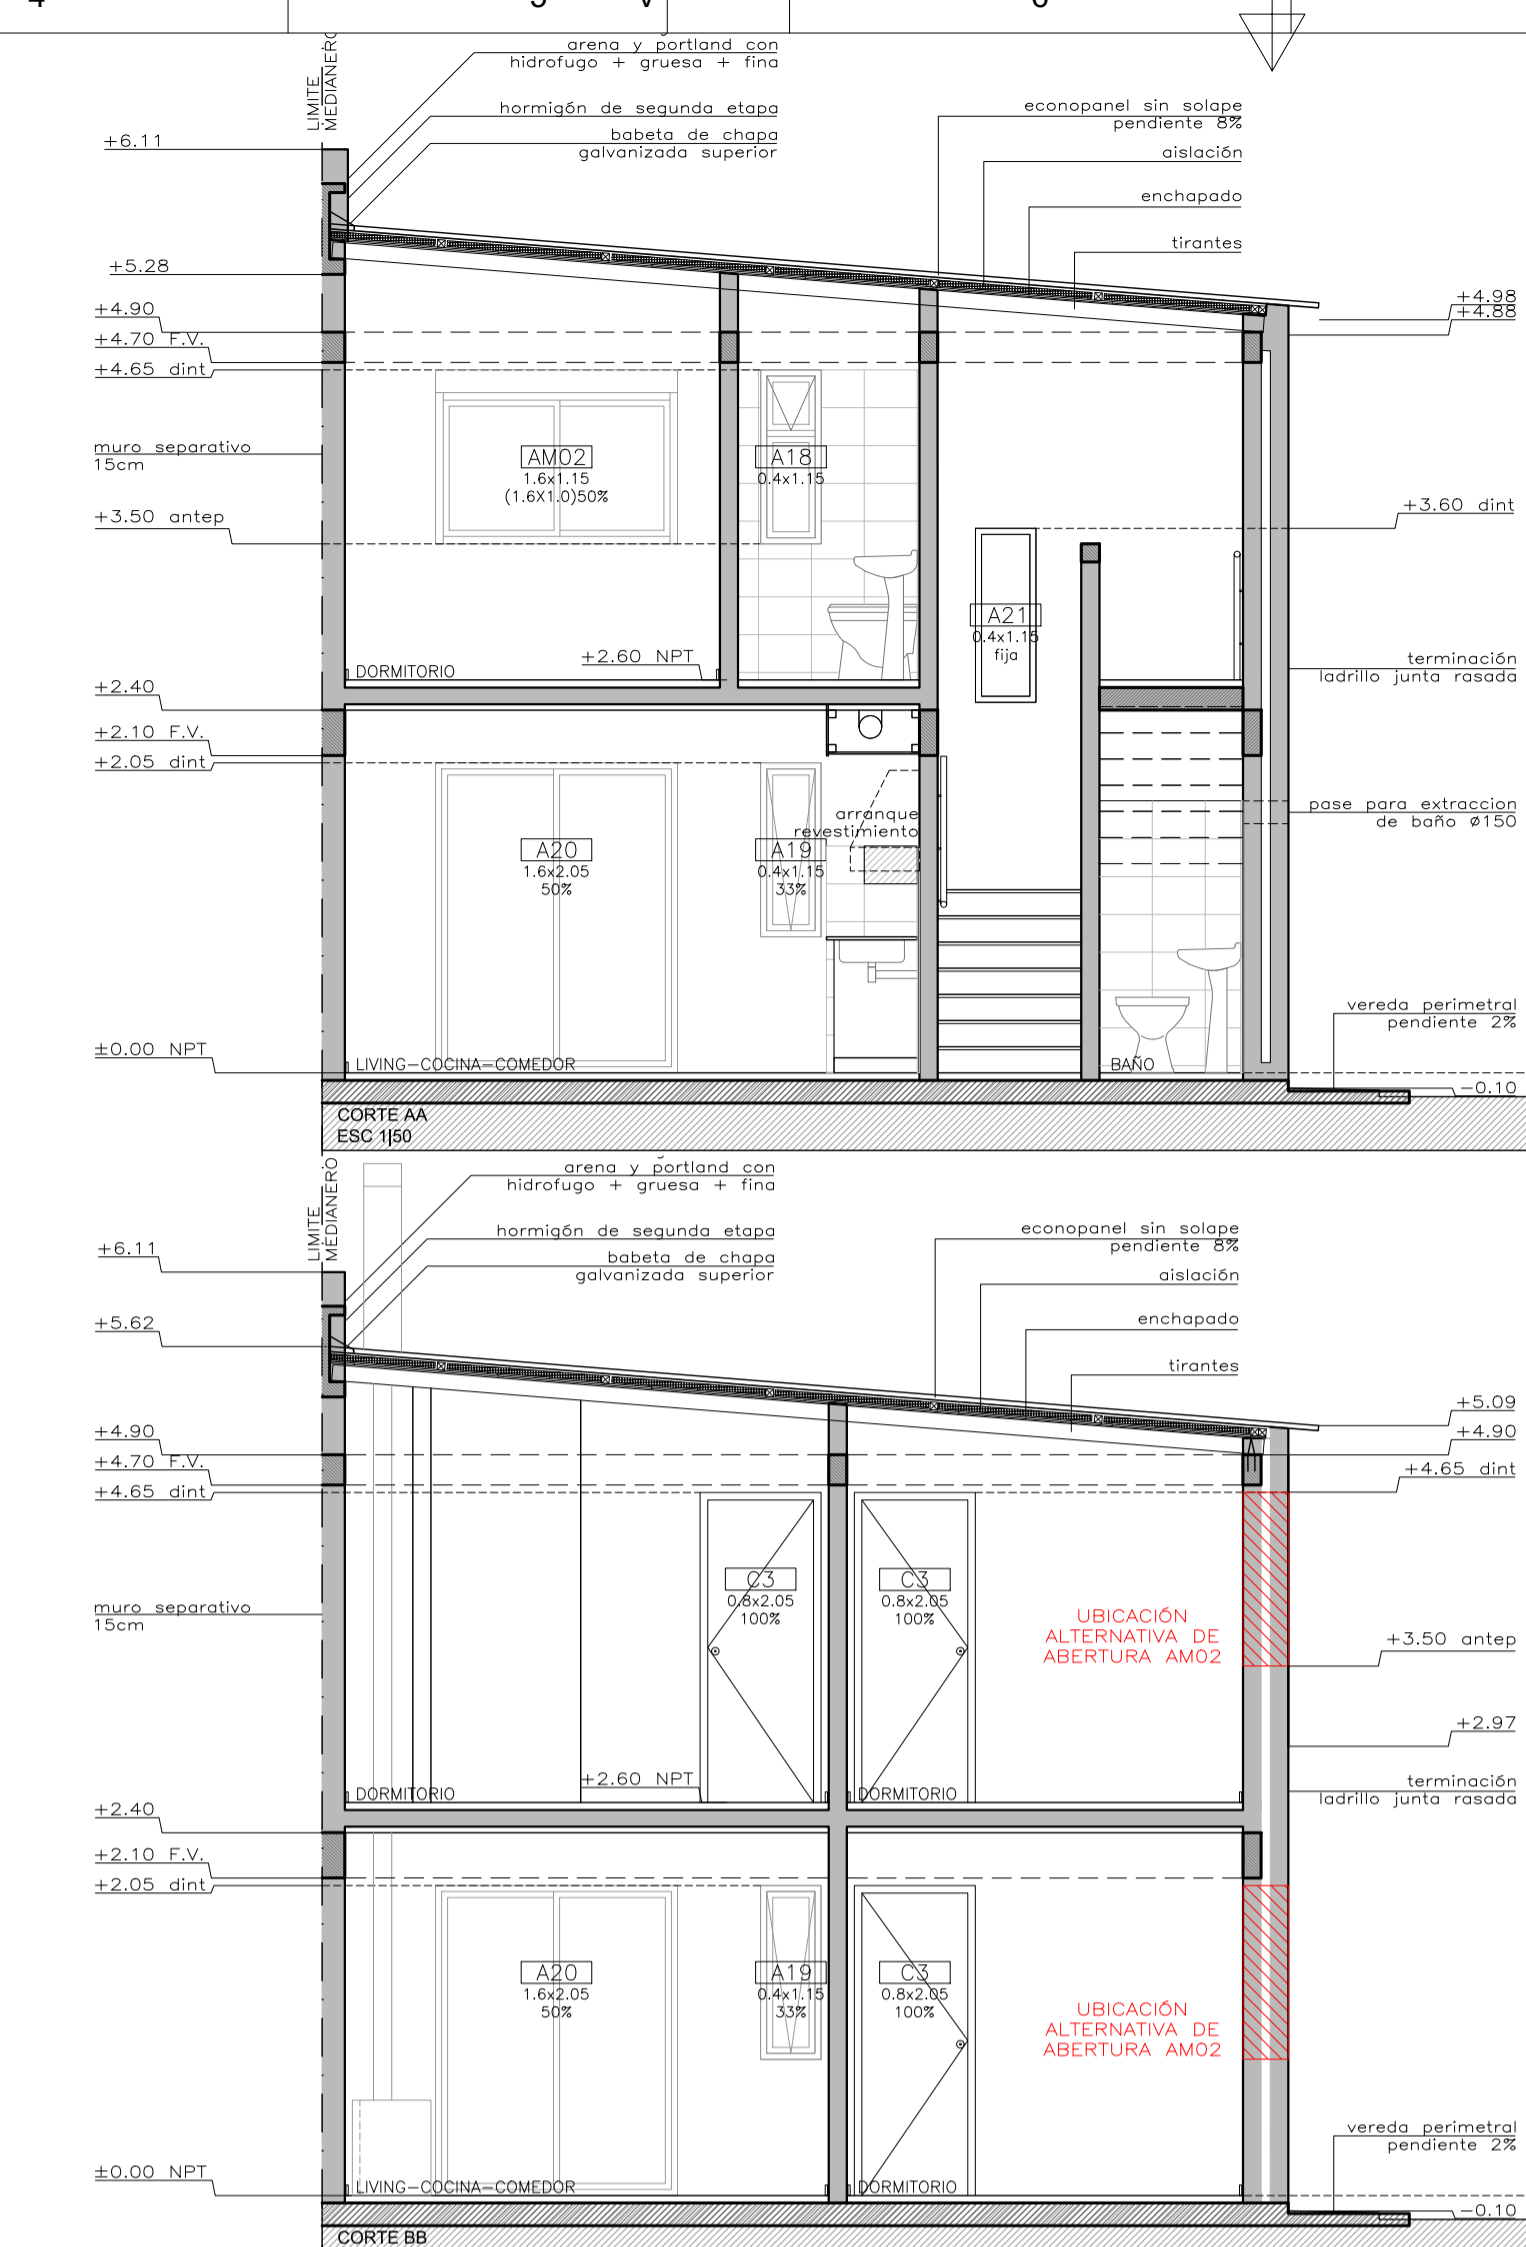 LIMITE
MEDIANERO
arena y portland con
hidrofugo + gruesa + fina
hormigón de segunda etapa
babeta de chapa
galvanizada superior
econopanel sin solape
pendiente 8%
aislación
enchapado
tirantes
+6.11
+5.28
+4.90
+4.70 F.V.
+4.65 dint
muro separativo
15cm
+3.50 antep
+2.40
+2.10 F.V.
+2.05 dint
±0.00 NPT
AM02
1.6x1.15
(1.6X1.0)50%
A18
0.4x1.15
A21
0.4x1.15
fija
DORMITORIO
+2.60 NPT
arranque
revestimiento
A20
1.6x2.05
50%
A19
0.4x1.15
33%
LIVING-COCINA-COMEDOR
BAÑO
+4.98
+4.88
+3.60 dint
terminación
ladrillo junta rasada
pase para extraccion
de baño ø150
vereda perimetral
pendiente 2%
-0.10
CORTE AA
ESC 1|50
LIMITE
MEDIANERO
arena y portland con
hidrofugo + gruesa + fina
hormigón de segunda etapa
babeta de chapa
galvanizada superior
econopanel sin solape
pendiente 8%
aislación
enchapado
tirantes
+6.11
+5.62
+4.90
+4.70 F.V.
+4.65 dint
muro separativo
15cm
+2.40
+2.10 F.V.
+2.05 dint
±0.00 NPT
C3
0.8x2.05
100%
C3
0.8x2.05
100%
UBICACIÓN
ALTERNATIVA DE
ABERTURA AM02
DORMITORIO
+2.60 NPT
DORMITORIO
A20
1.6x2.05
50%
A19
0.4x1.15
33%
C3
0.8x2.05
100%
UBICACIÓN
ALTERNATIVA DE
ABERTURA AM02
LIVING-COCINA-COMEDOR
DORMITORIO
+5.09
+4.90
+4.65 dint
+3.50 antep
+2.97
terminación
ladrillo junta rasada
vereda perimetral
pendiente 2%
-0.10
CORTE BB